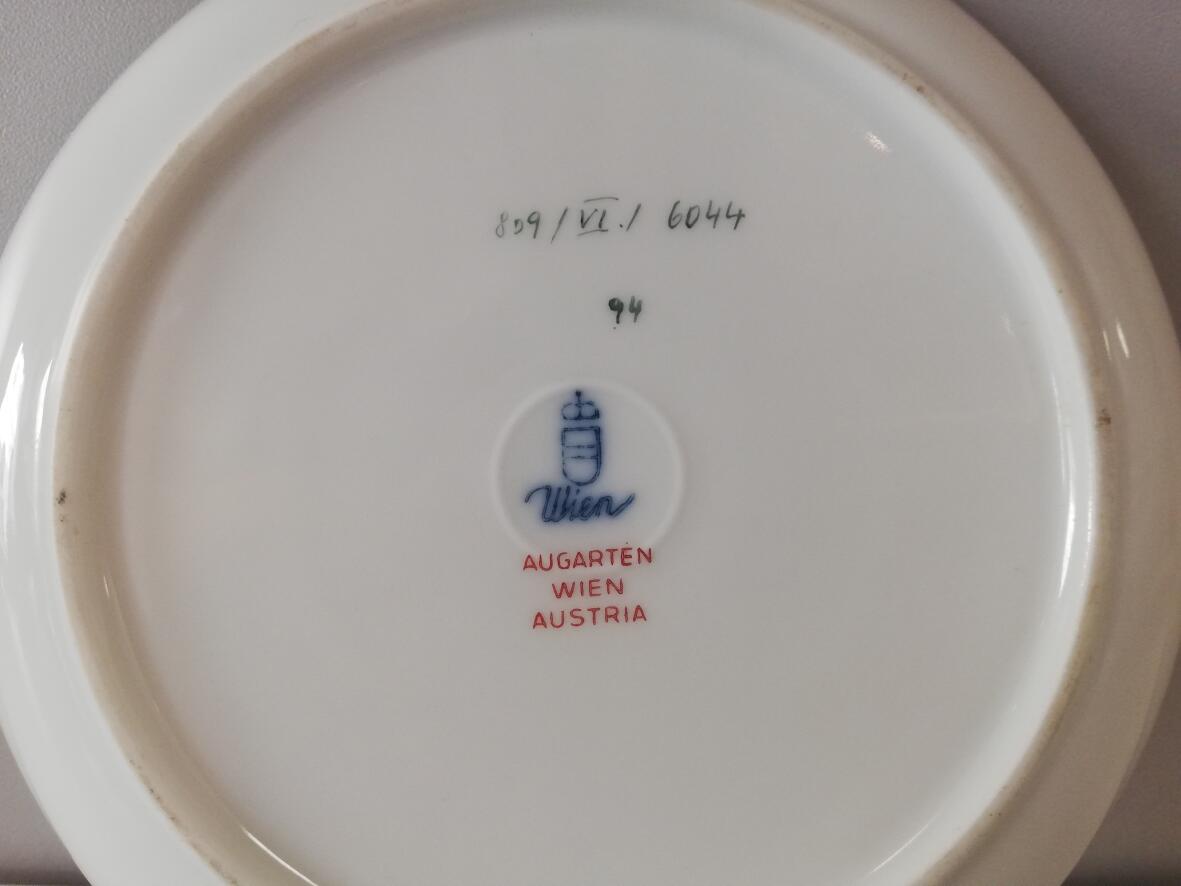 809 / VI. / 6044
94
Wien
AUGARTEN
WIEN
AUSTRIA